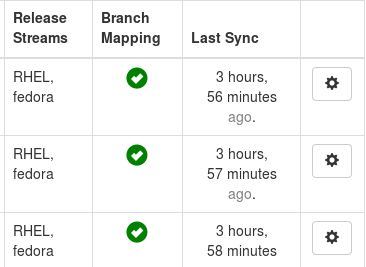 Release Streams
Branch Mapping
Last Sync
RHEL, fedora
3 hours, 56 minutes ago.
RHEL, fedora
3 hours, 57 minutes ago.
RHEL, fedora
3 hours, 58 minutes